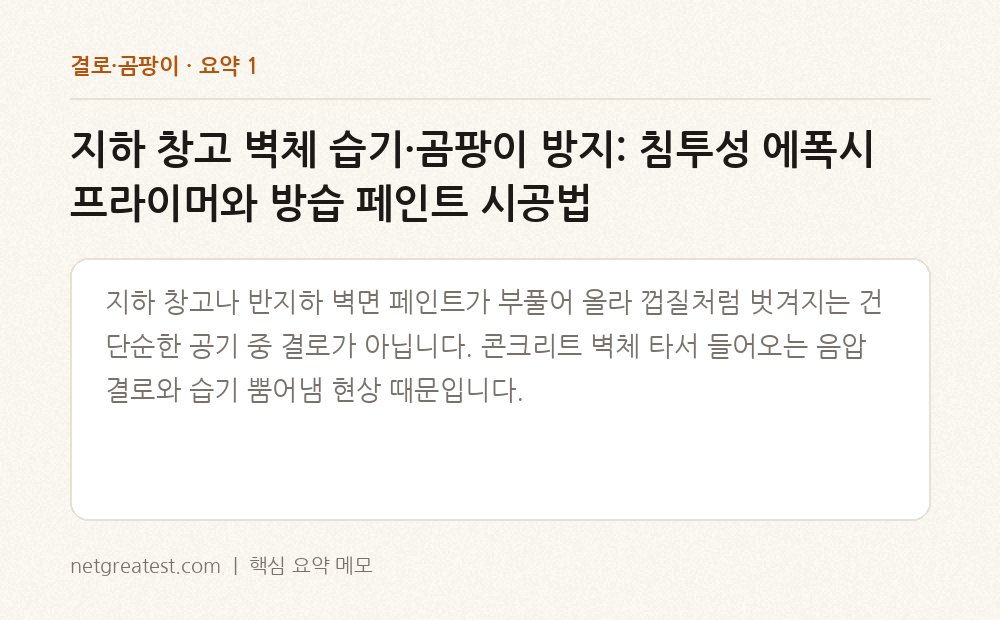 결로·곰팡이 · 요약 1
지하 창고 벽체 습기·곰팡이 방지: 침투성 에폭시
프라이머와 방습 페인트 시공법
지하 창고나 반지하 벽면 페인트가 부풀어 올라 껍질처럼 벗겨지는 건
단순한 공기 중 결로가 아닙니다. 콘크리트 벽체 타서 들어오는 음압
결로와 습기 뿜어냄 현상 때문입니다.
netgreatest.com | 핵심 요약 메모